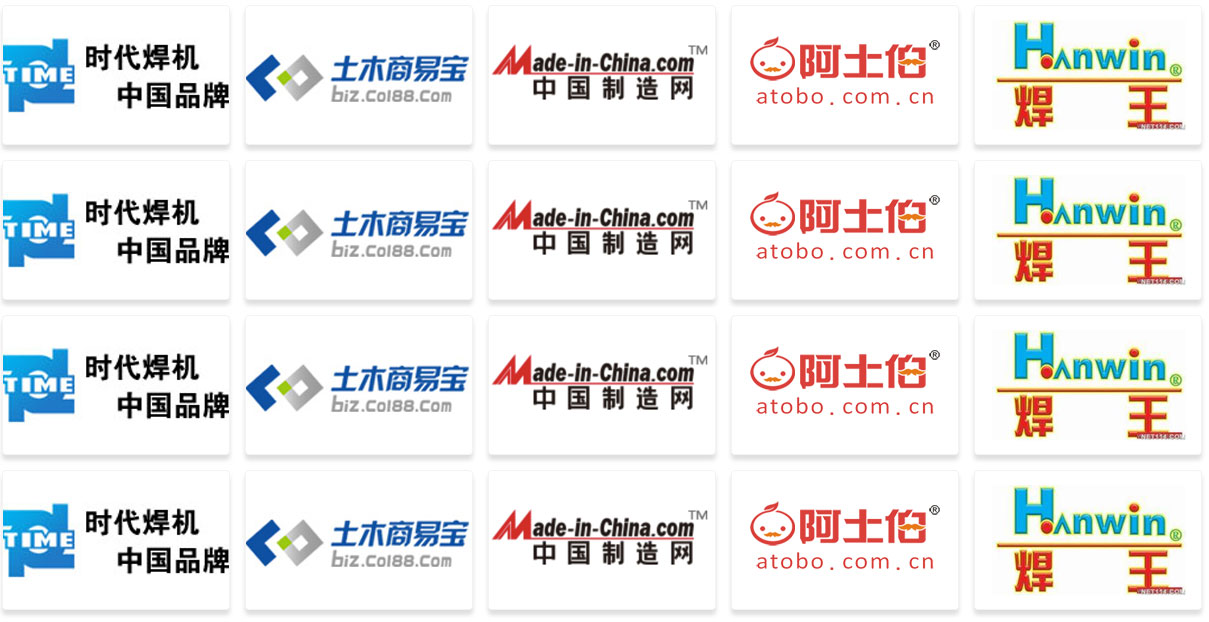 TIME
时代焊机
中国品牌
土木商易宝
biz.Co188.Com
Made-in-China.com™
中国制造网
阿土伯®
atobo.com.cn
Hanwin®
焊王
TIME
时代焊机
中国品牌
土木商易宝
biz.Co188.Com
Made-in-China.com™
中国制造网
阿土伯®
atobo.com.cn
Hanwin®
焊王
TIME
时代焊机
中国品牌
土木商易宝
biz.Co188.Com
Made-in-China.com™
中国制造网
阿土伯®
atobo.com.cn
Hanwin®
焊王
TIME
时代焊机
中国品牌
土木商易宝
biz.Co188.Com
Made-in-China.com™
中国制造网
阿土伯®
atobo.com.cn
Hanwin®
焊王